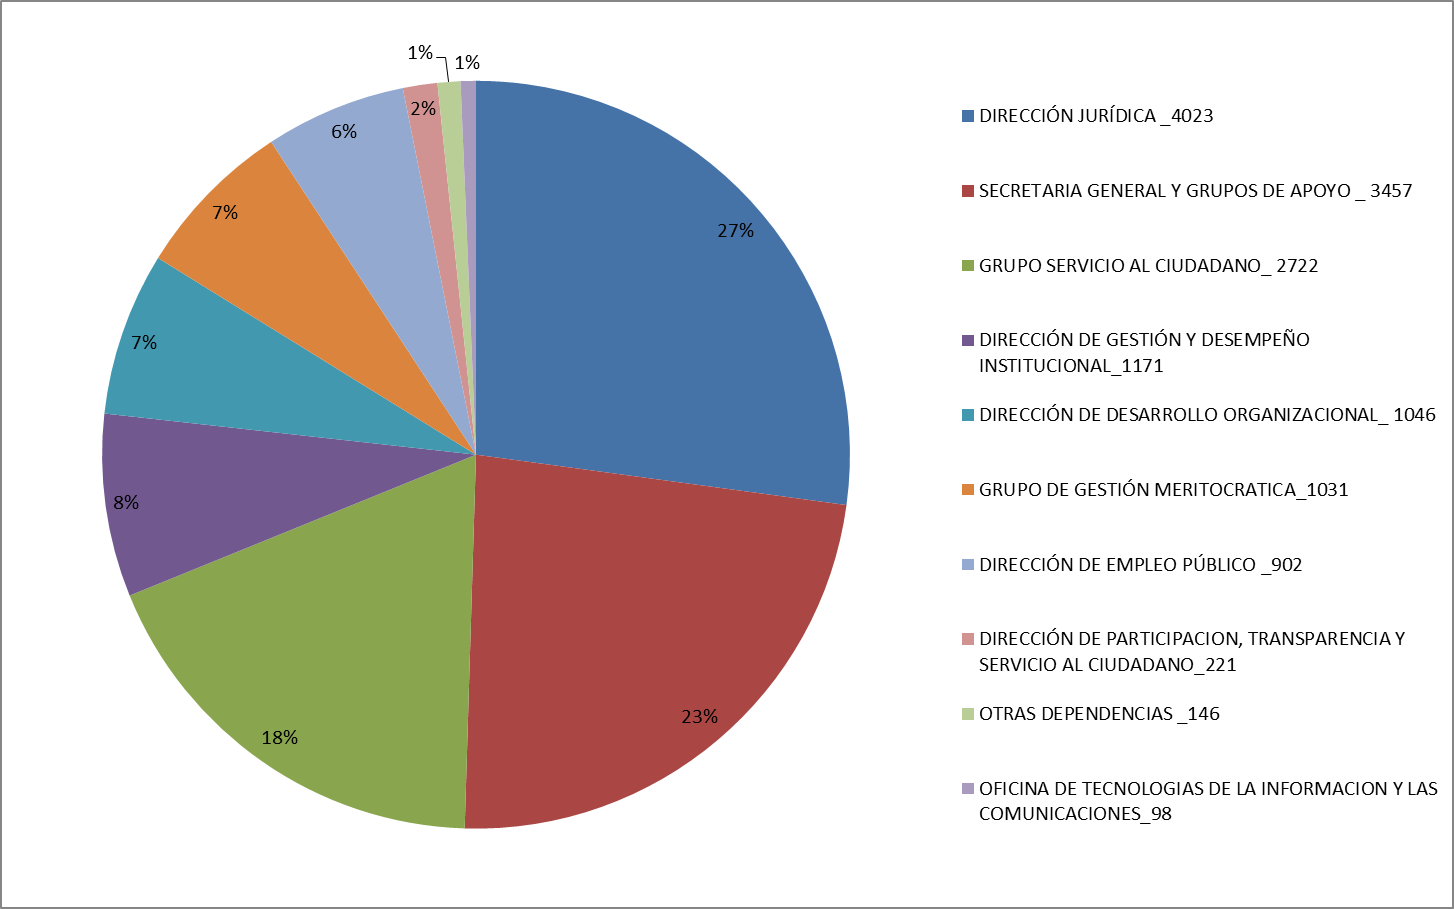 1%
1%
2%
6%
27%
7%
7%
8%
23%
18%
DIRECCIÓN JURÍDICA _4023
SECRETARIA GENERAL Y GRUPOS DE APOYO _ 3457
GRUPO SERVICIO AL CIUDADANO_ 2722
DIRECCIÓN DE GESTIÓN Y DESEMPEÑO
INSTITUCIONAL_1171
DIRECCIÓN DE DESARROLLO ORGANIZACIONAL_ 1046
GRUPO DE GESTIÓN MERITOCRATICA_1031
DIRECCIÓN DE EMPLEO PÚBLICO _902
DIRECCIÓN DE PARTICIPACION, TRANSPARENCIA Y
SERVICIO AL CIUDADANO_221
OTRAS DEPENDENCIAS _146
OFICINA DE TECNOLOGIAS DE LA INFORMACION Y LAS
COMUNICACIONES_98